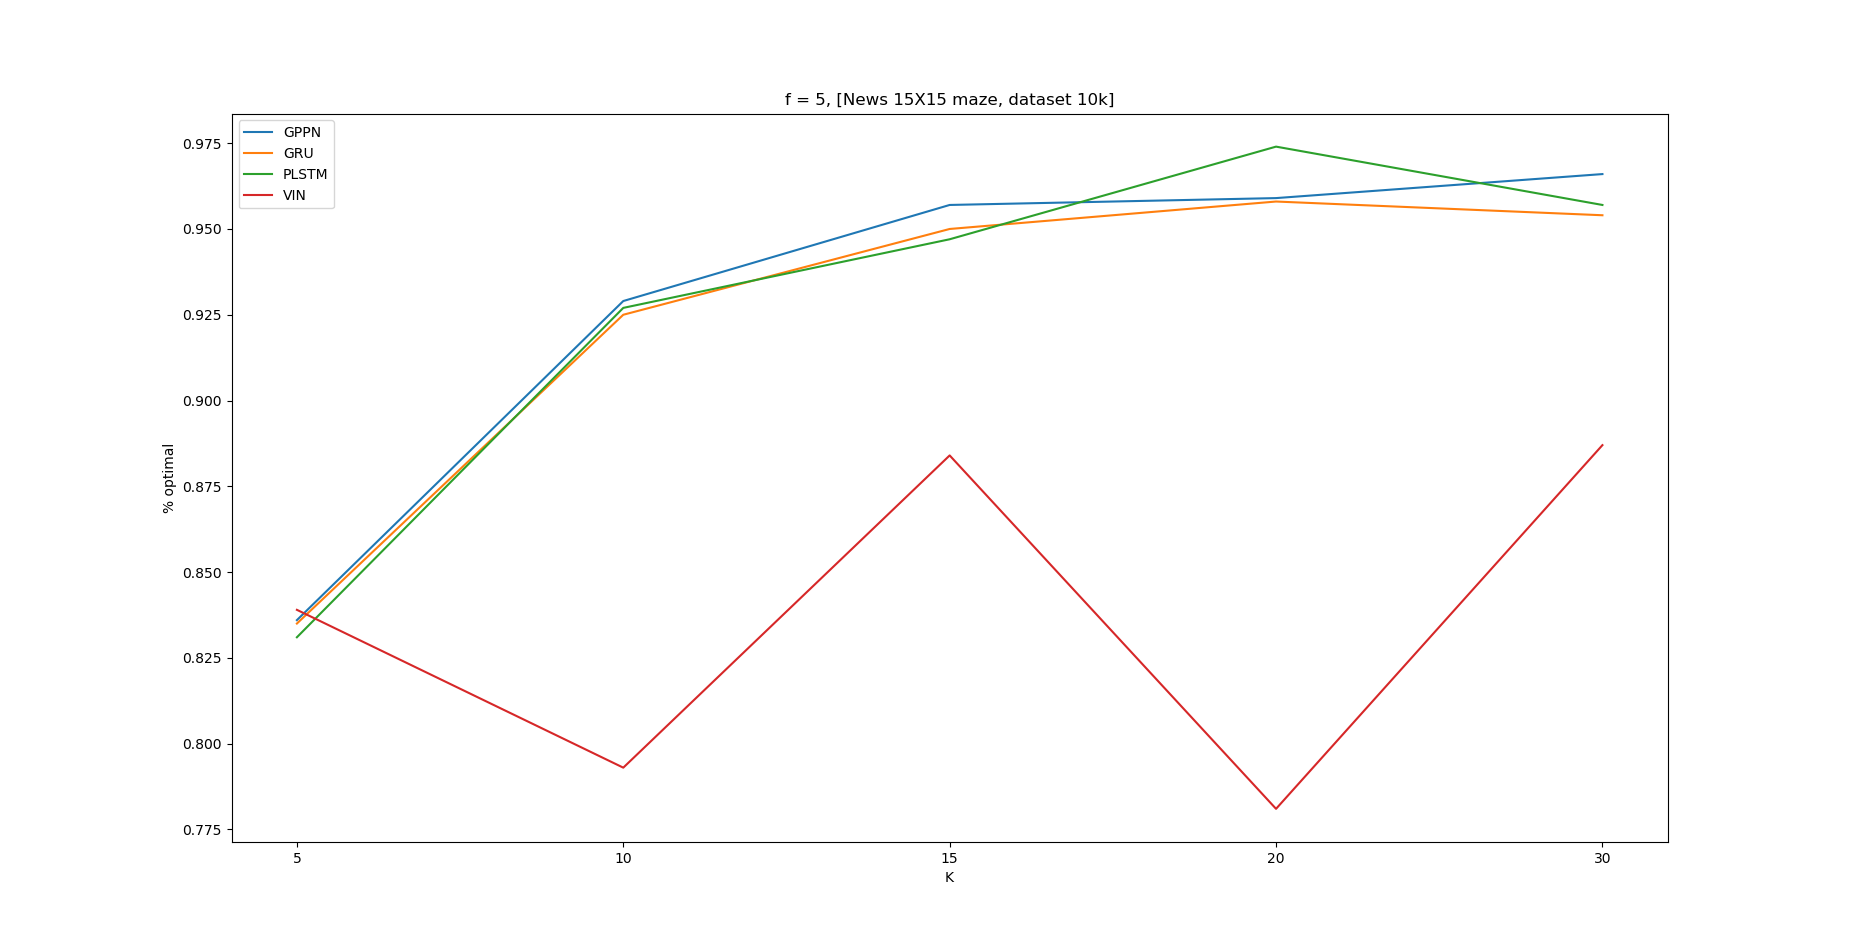 f = 5, [News 15X15 maze, dataset 10k]
GPPN
GRU
PLSTM
VIN
% optimal
0.975
0.950
0.925
0.900
0.875
0.850
0.825
0.800
0.775
5 10 15 20 30
K